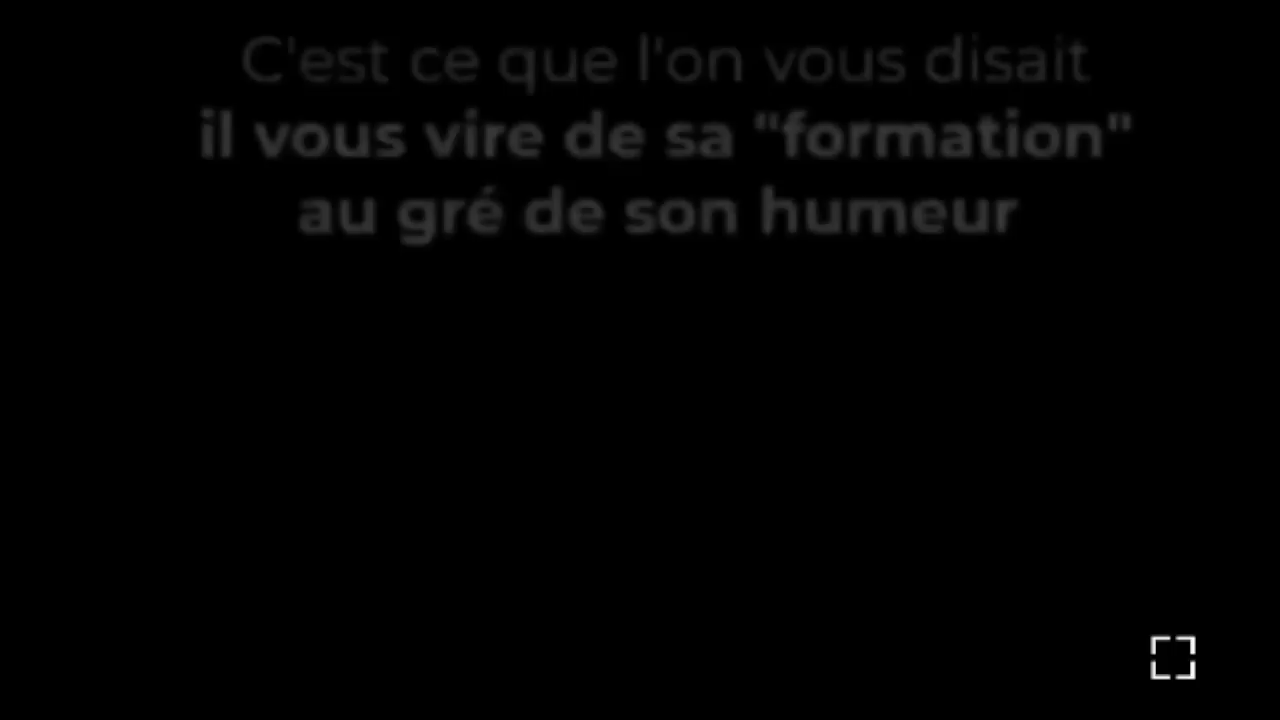 C'est ce que l'on vous disait
il vous vire de sa "formation"
au gré de son humeur